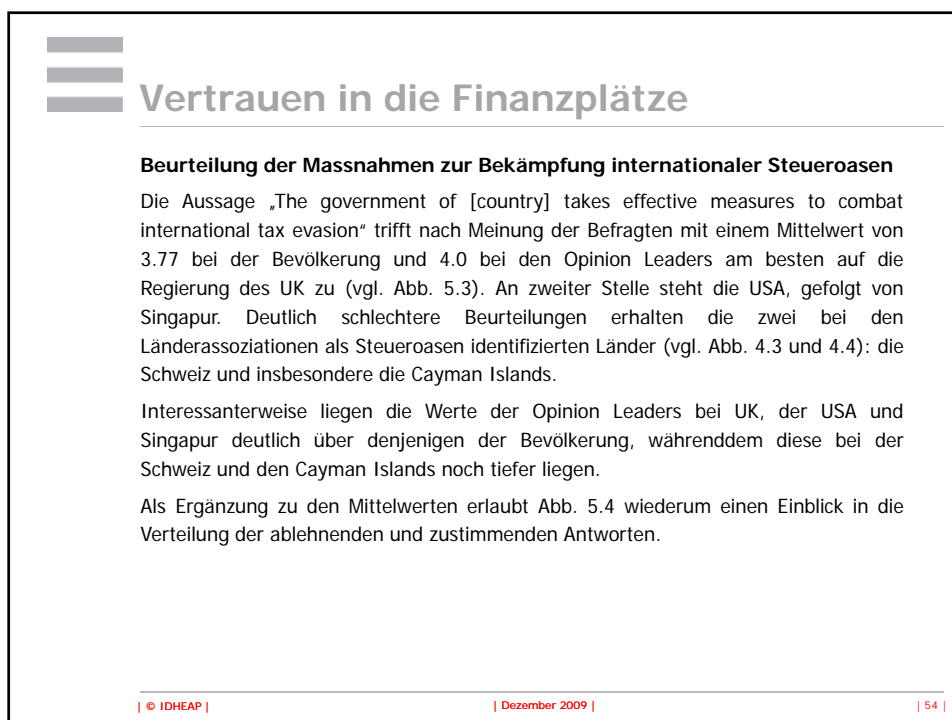 Vertrauen in die Finanzplätze
Beurteilung der Massnahmen zur Bekämpfung internationaler Steueroasen
Die Aussage „The government of [country] takes effective measures to combat
international tax evasion“ trifft nach Meinung der Befragten mit einem Mittelwert von
3.77 bei der Bevölkerung und 4.0 bei den Opinion Leaders am besten auf die
Regierung des UK zu (vgl. Abb. 5.3). An zweiter Stelle steht die USA, gefolgt von
Singapur. Deutlich schlechtere Beurteilungen erhalten die zwei bei den
Länderassoziationen als Steueroasen identifizierten Länder (vgl. Abb. 4.3 und 4.4): die
Schweiz und insbesondere die Cayman Islands.
Interessanterweise liegen die Werte der Opinion Leaders bei UK, der USA und
Singapur deutlich über denjenigen der Bevölkerung, währenddem diese bei der
Schweiz und den Cayman Islands noch tiefer liegen.
Als Ergänzung zu den Mittelwerten erlaubt Abb. 5.4 wiederum einen Einblick in die
Verteilung der ablehnenden und zustimmenden Antworten.
| © IDHEAP | | Dezember 2009 | | 54 |